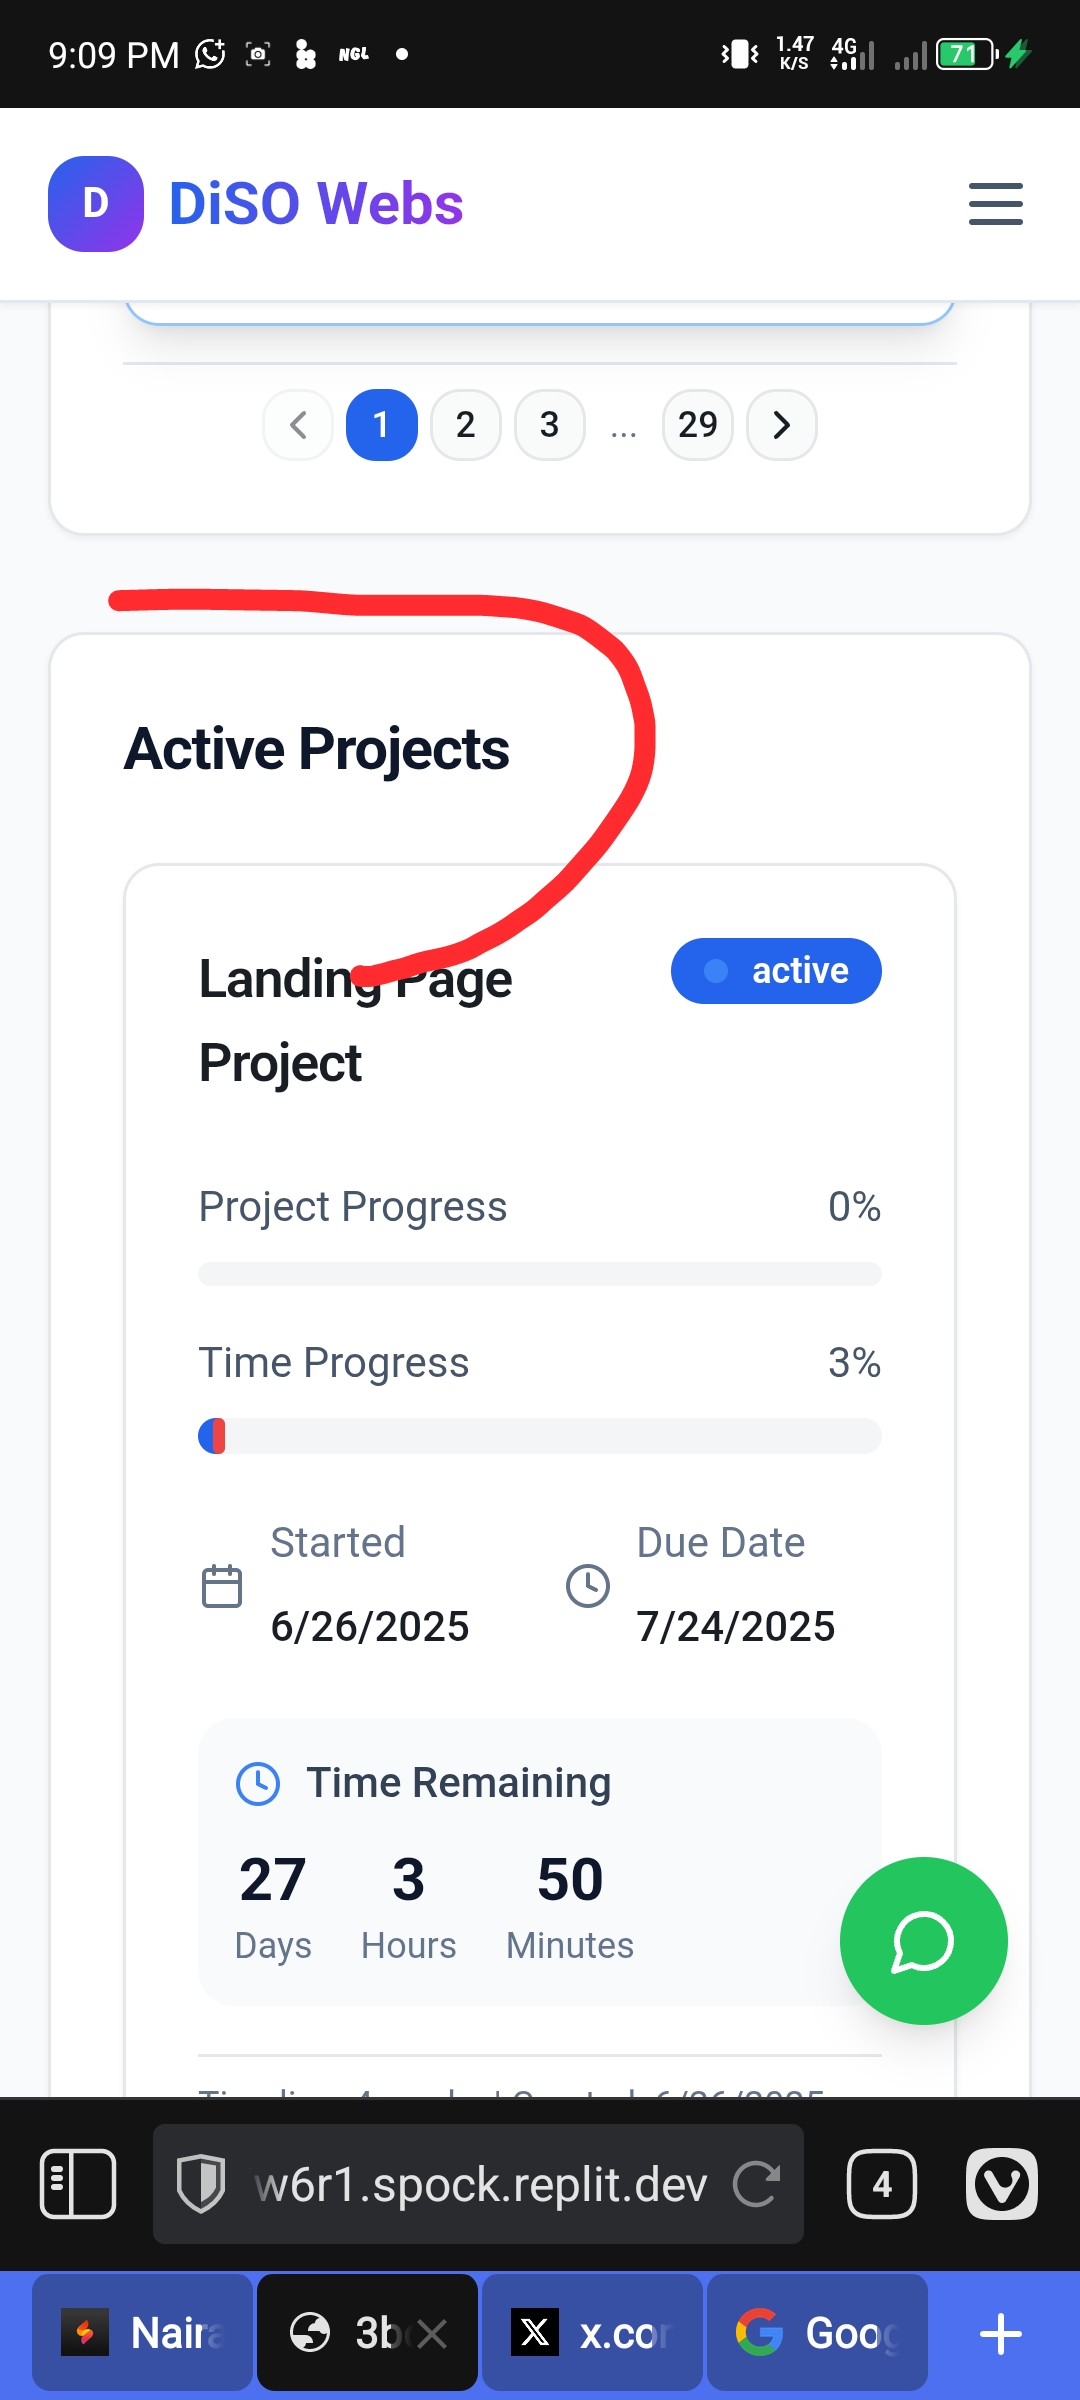 9:09 PM
NGL
1.47
K/S
4G
71
D
DiSO Webs
1
2
3
...
29
Active Projects
Landing Page
Project
active
Project Progress
0%
Time Progress
3%
Started
6/26/2025
Due Date
7/24/2025
Time Remaining
27
3
50
Days
Hours
Minutes
w6r1.spock.replit.dev
4
Naira
3b
x.cor
Goog